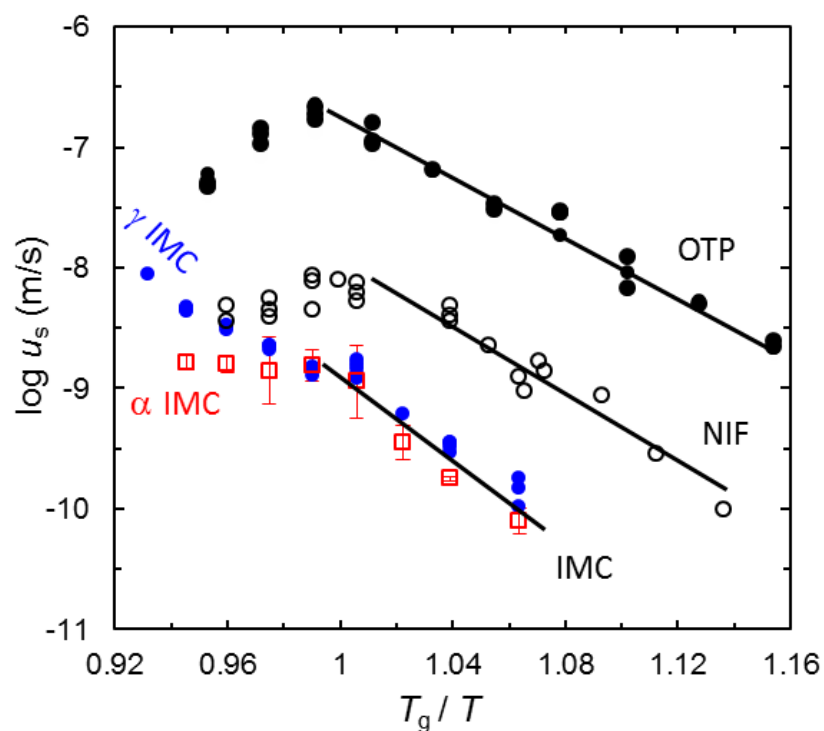 -6
-7
-8
-9
-10
-11
log uₛ (m/s)
γ IMC
α IMC
OTP
NIF
IMC
0.92 0.96 1 1.04 1.08 1.12 1.16
T_g / T